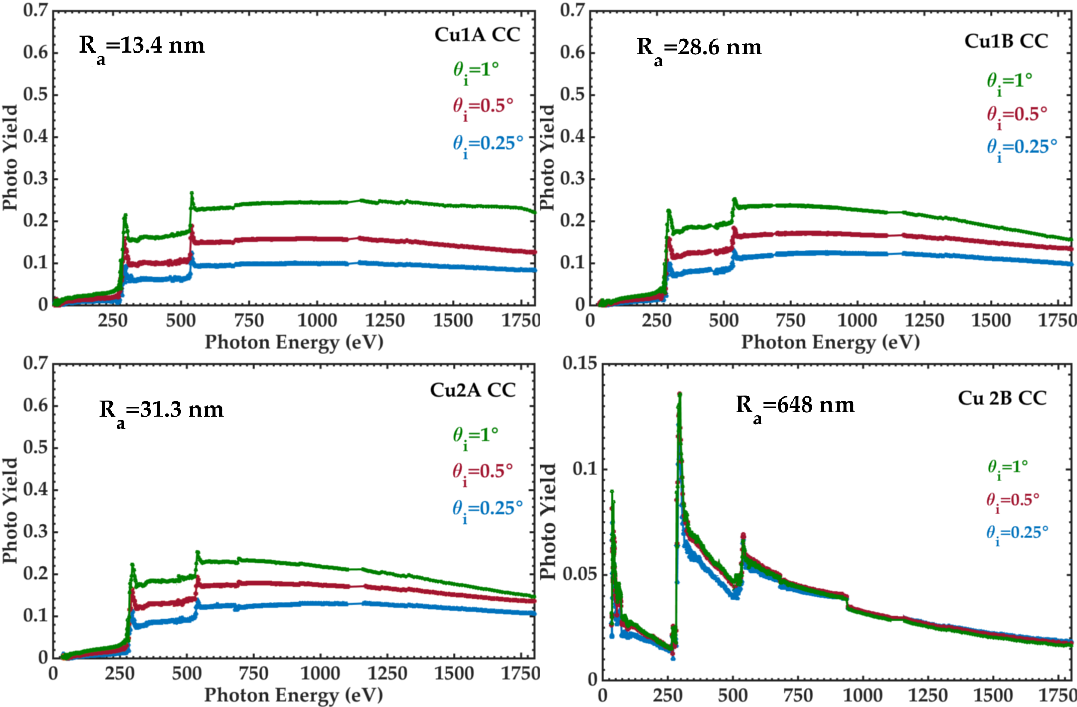 0.7
0.6
0.5
0.4
0.3
0.2
0.1
0
Photo Yield
R_a=13.4 nm
Cu1A CC
θ_i=1°
θ_i=0.5°
θ_i=0.25°
250 500 750 1000 1250 1500 1750
Photon Energy (eV)
0.7
0.6
0.5
0.4
0.3
0.2
0.1
0
Photo Yield
R_a=28.6 nm
Cu1B CC
θ_i=1°
θ_i=0.5°
θ_i=0.25°
0 250 500 750 1000 1250 1500 1750
Photon Energy (eV)
0.7
0.6
0.5
0.4
0.3
0.2
0.1
0
Photo Yield
R_a=31.3 nm
Cu2A CC
θ_i=1°
θ_i=0.5°
θ_i=0.25°
0 250 500 750 1000 1250 1500 1750
Photon Energy (eV)
0.15
0.1
0.05
0
Photo Yield
R_a=648 nm
Cu 2B CC
θ_i=1°
θ_i=0.5°
θ_i=0.25°
0 250 500 750 1000 1250 1500 1750